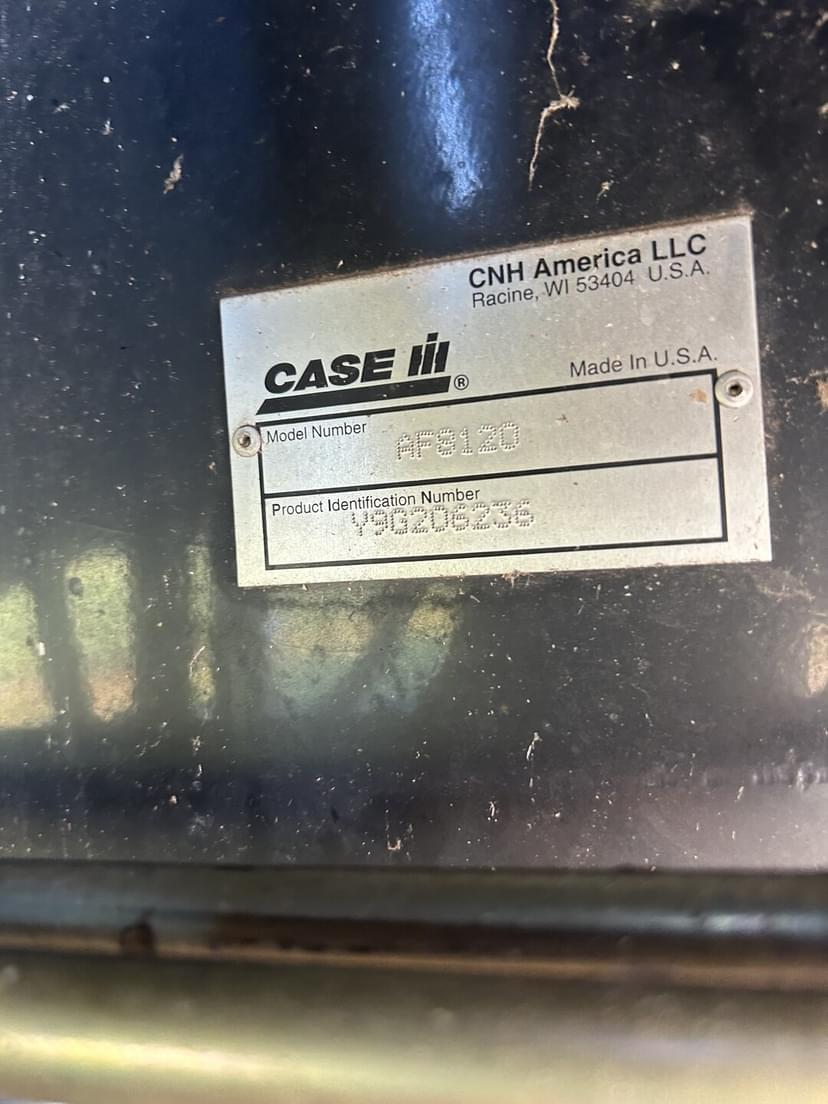 CNH America LLC
Racine, WI 53404 U.S.A.
CASE IH®
Made In U.S.A.
Model Number
AF8120
Product Identification Number
Y9G206236